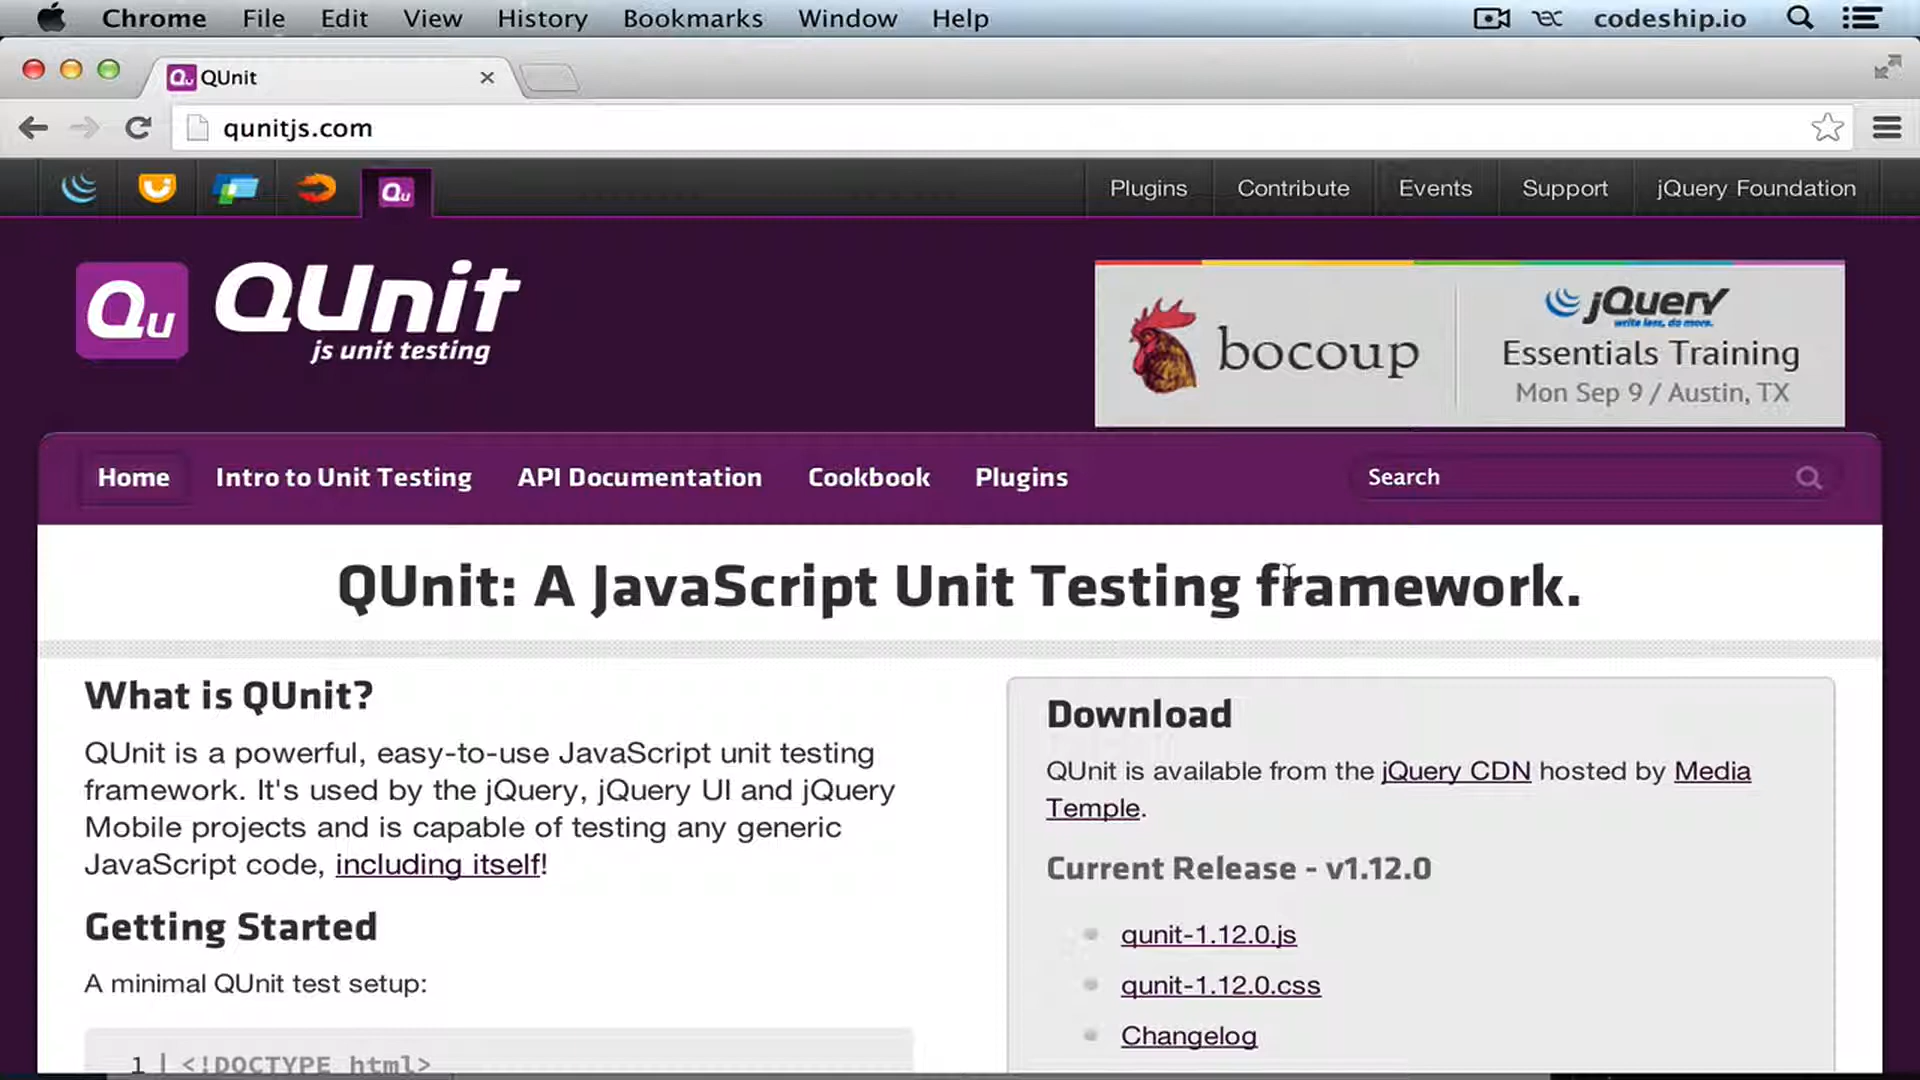 Chrome File Edit View History Bookmarks Window Help codeship.io
Qu QUnit
qunitjs.com
Qu Plugins Contribute Events Support jQuery Foundation
Qu QUnit
js unit testing
bocoup
jQuery
write less, do more.
Essentials Training
Mon Sep 9 / Austin, TX
Home Intro to Unit Testing API Documentation Cookbook Plugins Search
QUnit: A JavaScript Unit Testing framework.
What is QUnit?
QUnit is a powerful, easy-to-use JavaScript unit testing
framework. It's used by the jQuery, jQuery UI and jQuery
Mobile projects and is capable of testing any generic
JavaScript code, including itself!
Getting Started
A minimal QUnit test setup:
1 <!DOCTYPE html>
Download
QUnit is available from the jQuery CDN hosted by Media
Temple.
Current Release - v1.12.0
qunit-1.12.0.js
qunit-1.12.0.css
Changelog